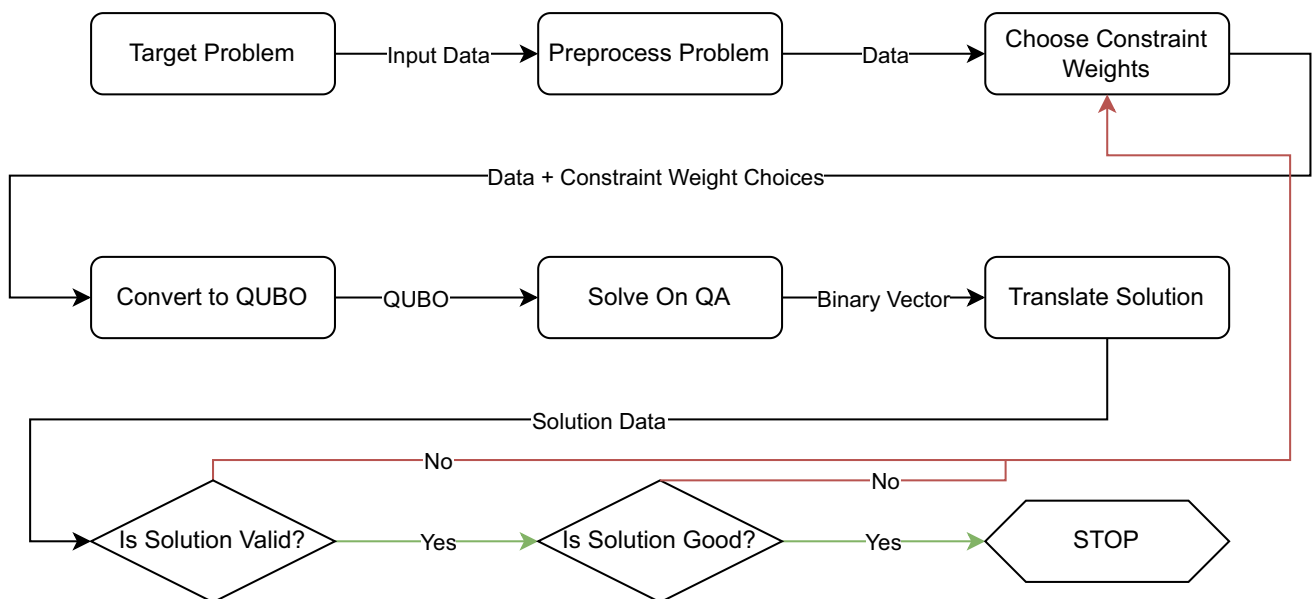 Target Problem
Input Data
Preprocess Problem
Data
Choose Constraint
Weights
Data + Constraint Weight Choices
Convert to QUBO
QUBO
Solve On QA
Binary Vector
Translate Solution
Solution Data
No
No
Is Solution Valid?
Yes
Is Solution Good?
Yes
STOP